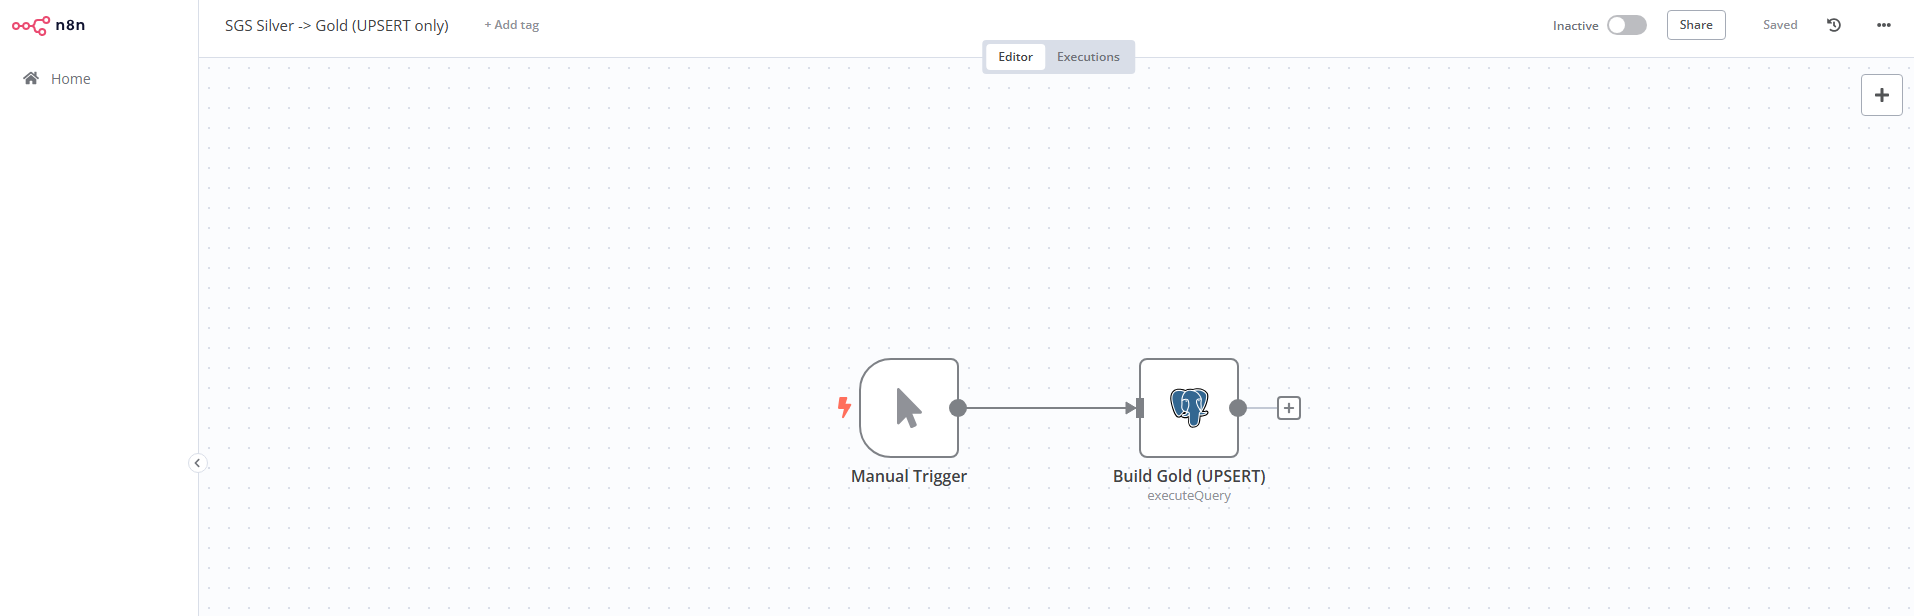 n8n
SGS Silver -> Gold (UPSERT only)
+ Add tag
Inactive
Share
Saved
Editor
Executions
Home
Manual Trigger
Build Gold (UPSERT)
executeQuery